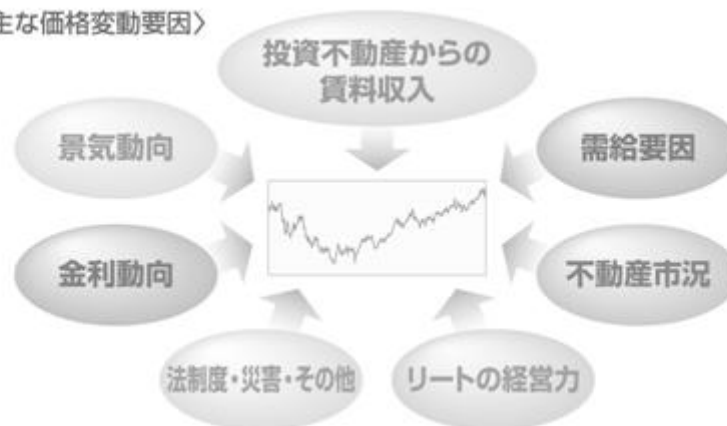 主な価格変動要因〉
投資不動産からの
賃料収入
景気動向
需給要因
金利動向
不動産市況
法制度・災害・その他
リートの経営力